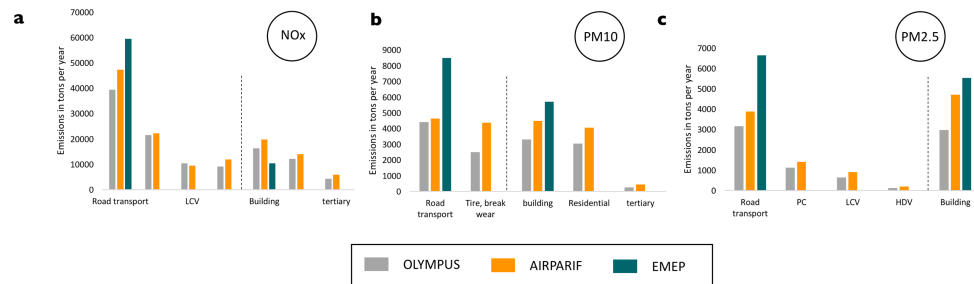 a
NOx
Emissions in tons per year
70000
60000
50000
40000
30000
20000
10000
0
Road transport
LCV
Building
tertiary
b
PM10
Emissions in tons per year
9000
8000
7000
6000
5000
4000
3000
2000
1000
0
Road
transport
Tire, break
wear
building
Residential
tertiary
c
PM2.5
Emissions in tons per year
7000
6000
5000
4000
3000
2000
1000
0
Road
transport
PC
LCV
HDV
Building
OLYMPUS
AIRPARIF
EMEP